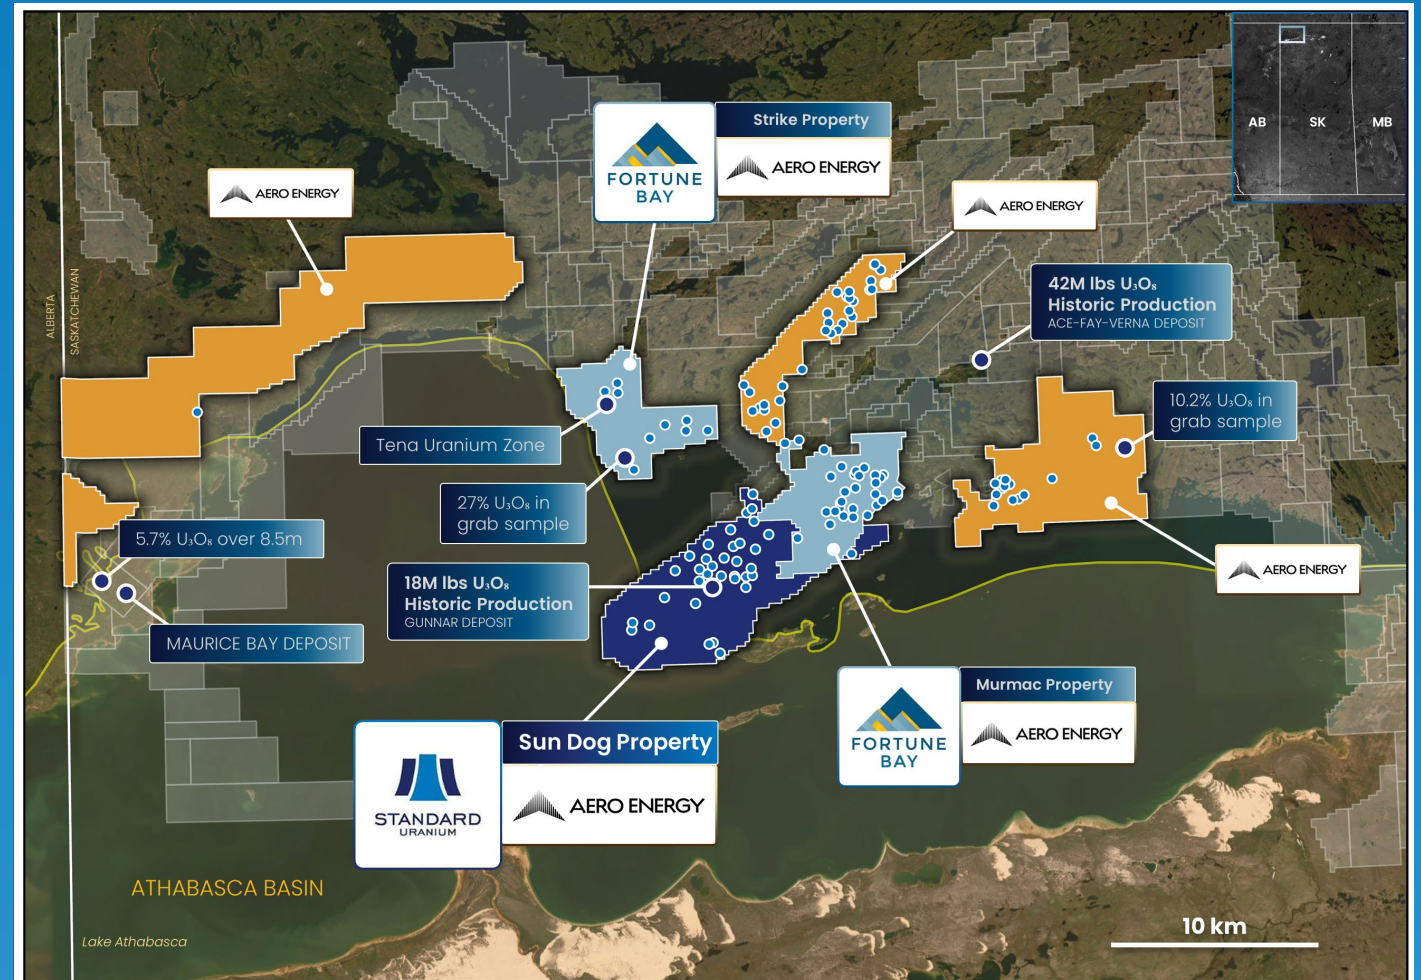 AB
SK
MB
Strike Property
FORTUNE
BAY
AERO ENERGY
AERO ENERGY
AERO ENERGY
42M lbs U₃O₈
Historic Production
ACE-FAY-VERNA DEPOSIT
ALBERTA
SASKATCHEWAN
10.2% U₃O₈ in
grab sample
Tena Uranium Zone
27% U₃O₈ in
grab sample
5.7% U₃O₈ over 8.5m
18M lbs U₃O₈
Historic Production
GUNNAR DEPOSIT
AERO ENERGY
MAURICE BAY DEPOSIT
Murmac Property
FORTUNE
BAY
AERO ENERGY
Sun Dog Property
STANDARD
URANIUM
AERO ENERGY
ATHABASCA BASIN
Lake Athabasca
10 km